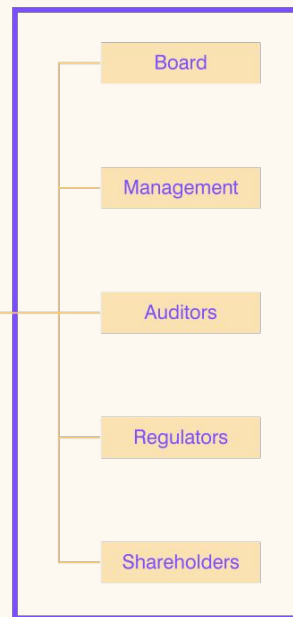 Board
Management
Auditors
Regulators
Shareholders